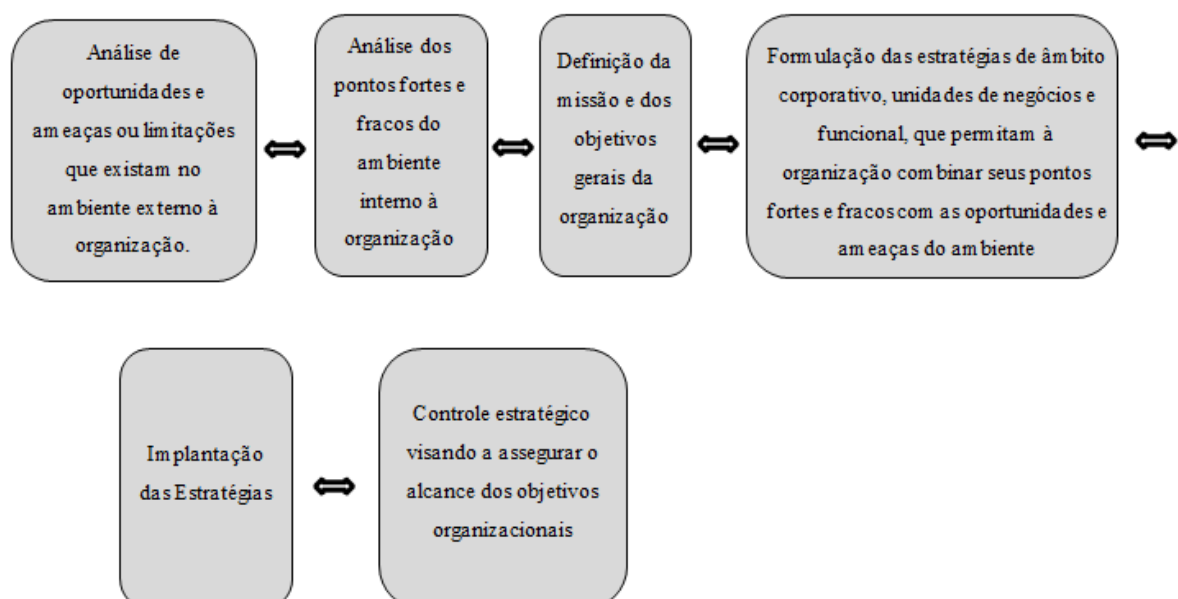 Análise de
oportunidades e
ameaças ou limitações
que existam no
ambiente externo à
organização.
Análise dos
pontos fortes e
fracos do
ambiente
interno à
organização
Definição da
missão e dos
objetivos
gerais da
organização
Formulação das estratégias de âmbito
corporativo, unidades de negócios e
funcional, que permitam à
organização combinar seus pontos
fortes e fracos com as oportunidades e
ameaças do ambiente
Implantação
das Estratégias
Controle estratégico
visando a assegurar o
alcance dos objetivos
organizacionais